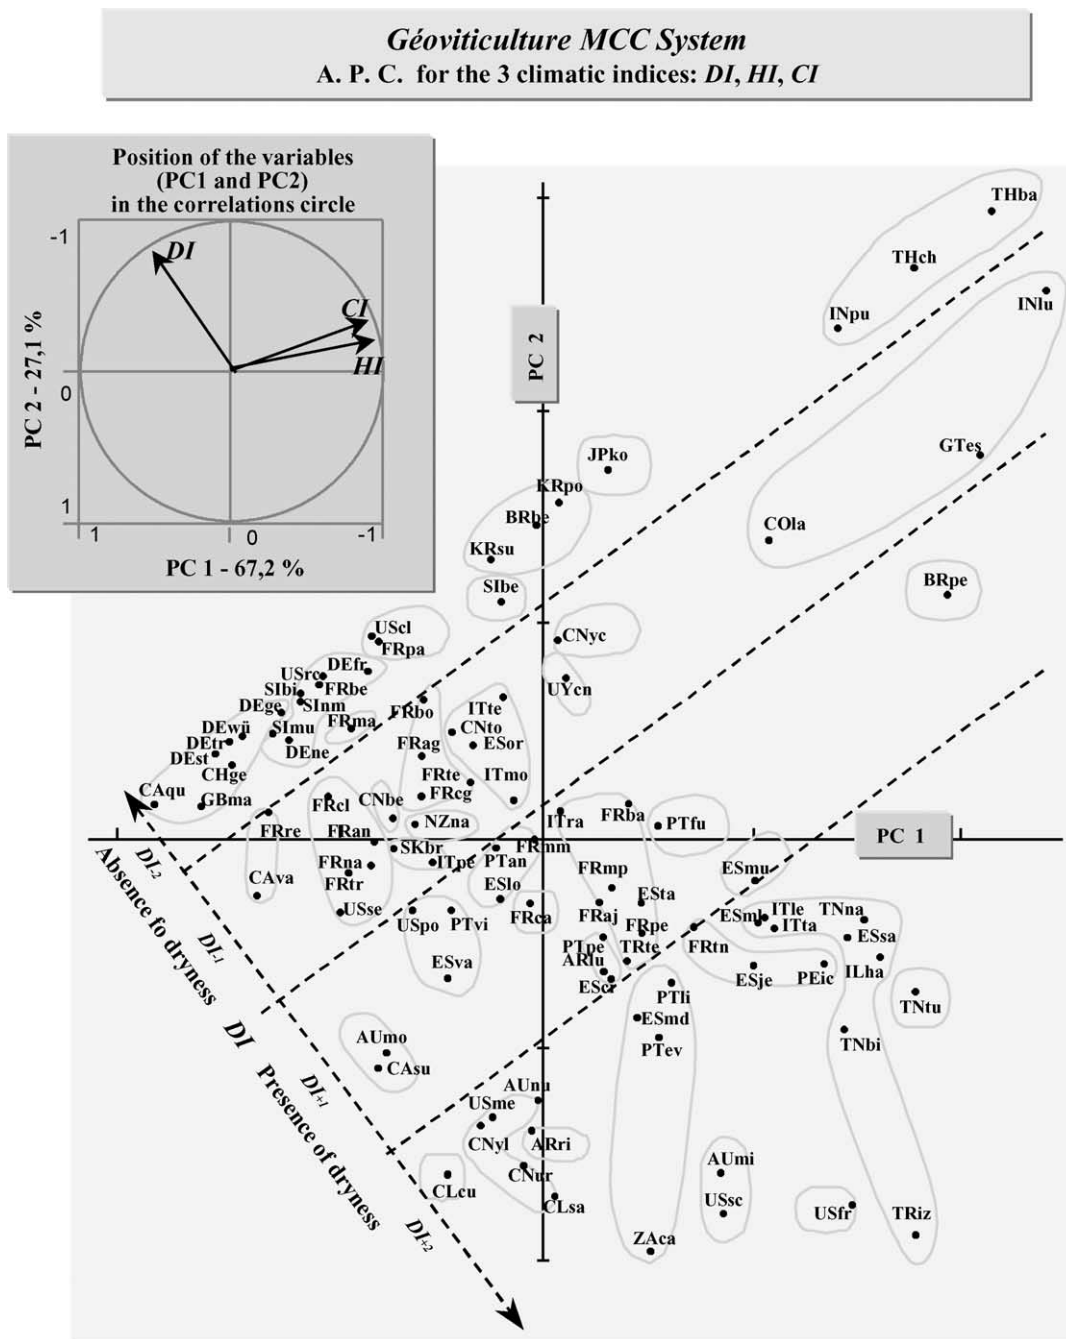 Géoviticulture MCC System
A. P. C. for the 3 climatic indices: DI, HI, CI
Position of the variables
(PC1 and PC2)
in the correlations circle
-1
DI
CI
HI
PC 2 - 27,1 %
0
1
1
0
-1
PC 1 - 67,2 %
PC 2
THba
THch
INpu
INlu
JPko
KRpo
GTes
BRbe
COla
KRsu
SIbe
BRpe
UScl
FRpa
CNyc
DEfr
USrc
SIbi
FRbe
UYcn
DEge
SInm
FRbo
ITte
DEwü
SImu
FRma
CNto
DEtr
ESor
DEst
DEne
FRag
CHge
FRte
ITmo
CAqu
GBma
FRcl
CNbe
FRcg
FRre
FRan
NZna
ITra
FRba
PTfu
PC 1
FRmm
SKbr
ITpe
PTan
FRna
CAva
FRtr
ESlo
FRmp
ESmu
ESta
USse
USpo
PTvi
FRca
FRaj
ESml
ITle
TNna
ITta
FRpe
FRtn
ESsa
PTpe
TRte
ARlu
ESva
EScr
ESje
PEic
ILha
PTli
TNtu
ESmd
TNbi
PTev
AUmo
CAsu
AUnu
USme
CNyl
ARri
CNur
CLcu
CLsa
AUmi
USsc
USfr
TRiz
ZAca
Absence fo dryness
DI
Presence of dryness
DI-2
DI-1
DI+1
DI+2